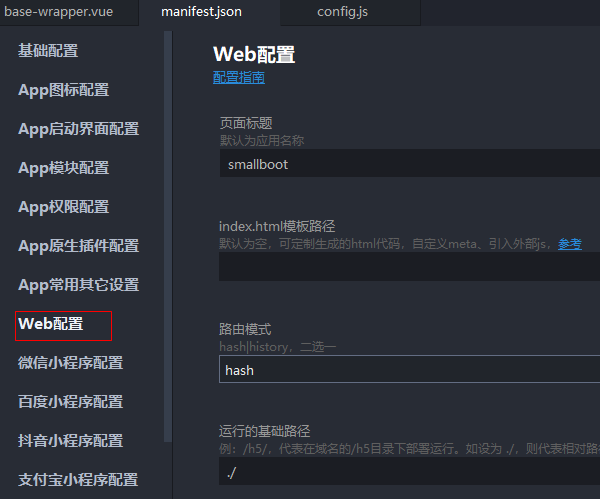 base-wrapper.vue
manifest.json
config.js
基础配置
App图标配置
App启动界面配置
App模块配置
App权限配置
App原生插件配置
App常用其它设置
Web配置
微信小程序配置
百度小程序配置
抖音小程序配置
支付宝小程序配置
Web配置
配置指南
页面标题
默认为应用名称
smallboot
index.html模板路径
默认为空，可定制生成的html代码，自定义meta、引入外部js，参考
路由模式
hash|history，二选一
hash
运行的基础路径
例：/h5/，代表在域名的/h5目录下部署运行。如设为 ./，则代表相对路
./